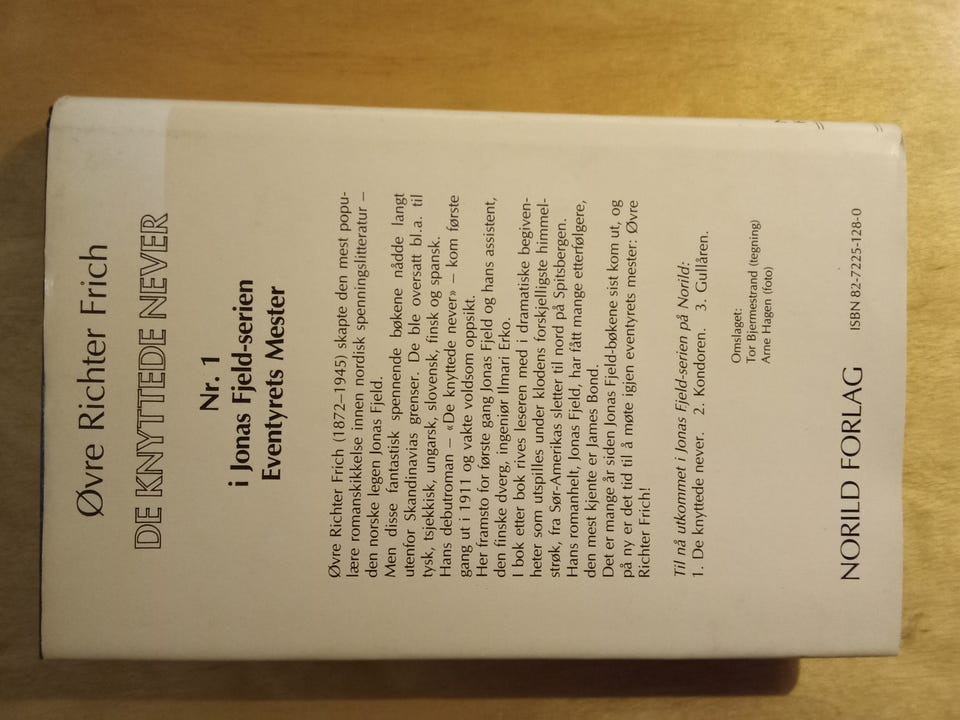 Øvre Richter Frich
DE KNYTTEDE NEVER
Nr. 1
i Jonas Fjeld-serien
Eventyrets Mester
Øvre Richter Frich (1872–1945) skapte den mest popu-
lære romanskikkelse innen nordisk spenningslitteratur –
den norske legen Jonas Fjeld.
Men disse fantastisk spennende bøkene nådde langt
utenfor Skandinavias grenser. De ble oversatt bl.a. til
tysk, tsjekkisk, ungarsk, slovensk, finsk og spansk.
Hans debutroman – «De knyttede never» – kom første
gang ut i 1911 og vakte voldsom oppsikt.
Her framsto for første gang Jonas Fjeld og hans assistent,
den finske dverg, ingeniør Ilmari Erko.
I bok etter bok rives leseren med i dramatiske begiven-
heter som utspilles under klodens forskjelligste himmel-
strøk, fra Sør-Amerikas sletter til nord på Spitsbergen.
Hans romanhelt, Jonas Fjeld, har fått mange etterfølgere,
den mest kjente er James Bond.
Det er mange år siden Jonas Fjeld-bøkene sist kom ut, og
på ny er det tid til å møte igjen eventyrets mester: Øvre
Richter Frich!
Til nå utkommet i Jonas Fjeld-serien på Norild:
1. De knyttede never. 2. Kondoren. 3. Gullåren.
Omslaget:
Tor Bjermestrand (tegning)
Arne Hagen (foto)
NORILD FORLAG
ISBN 82-7225-128-0